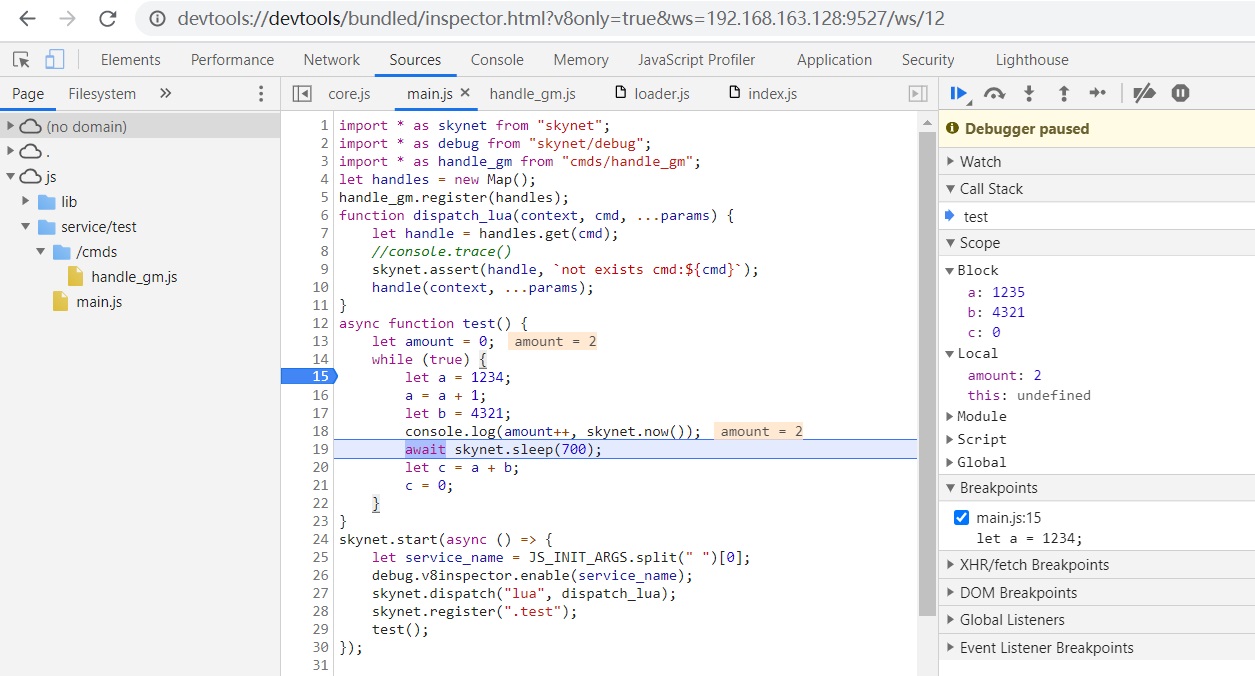 devtools://devtools/bundled/inspector.html?v8only=true&ws=192.168.163.128:9527/ws/12
Elements Performance Network Sources Console Memory JavaScript Profiler Application Security Lighthouse
Page Filesystem »
(no domain)
.
js
lib
service/test
/cmds
handle_gm.js
main.js
core.js main.js × handle_gm.js loader.js index.js
1 import * as skynet from "skynet";
2 import * as debug from "skynet/debug";
3 import * as handle_gm from "cmds/handle_gm";
4 let handles = new Map();
5 handle_gm.register(handles);
6 function dispatch_lua(context, cmd, ...params) {
7 let handle = handles.get(cmd);
8 //console.trace()
9 skynet.assert(handle, `not exists cmd:${cmd}`);
10 handle(context, ...params);
11 }
12 async function test() {
13 let amount = 0; amount = 2
14 while (true) {
15 let a = 1234;
16 a = a + 1;
17 let b = 4321;
18 console.log(amount++, skynet.now()); amount = 2
19 await skynet.sleep(700);
20 let c = a + b;
21 c = 0;
22 }
23 }
24 skynet.start(async () => {
25 let service_name = JS_INIT_ARGS.split(" ")[0];
26 debug.v8inspector.enable(service_name);
27 skynet.dispatch("lua", dispatch_lua);
28 skynet.register(".test");
29 test();
30 });
31
Debugger paused
Watch
Call Stack
test
Scope
Block
a: 1235
b: 4321
c: 0
Local
amount: 2
this: undefined
Module
Script
Global
Breakpoints
main.js:15
let a = 1234;
XHR/fetch Breakpoints
DOM Breakpoints
Global Listeners
Event Listener Breakpoints